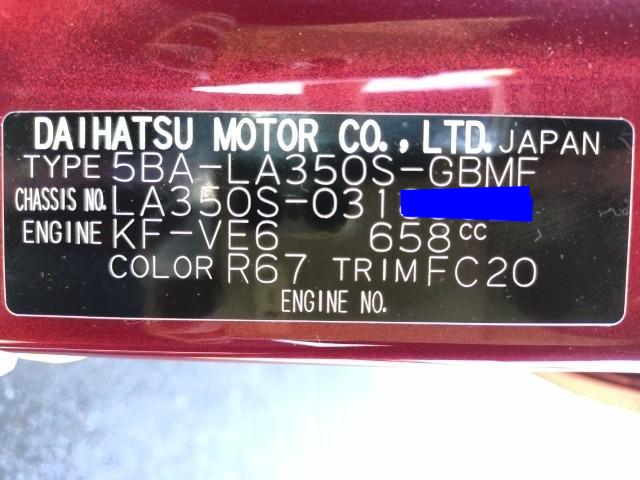 DAIHATSU MOTOR CO., LTD. JAPAN
TYPE 5BA-LA350S-GBMF
CHASSIS NO. LA350S-031
ENGINE KF-VE6 658cc
COLOR R67 TRIM FC20
ENGINE NO.